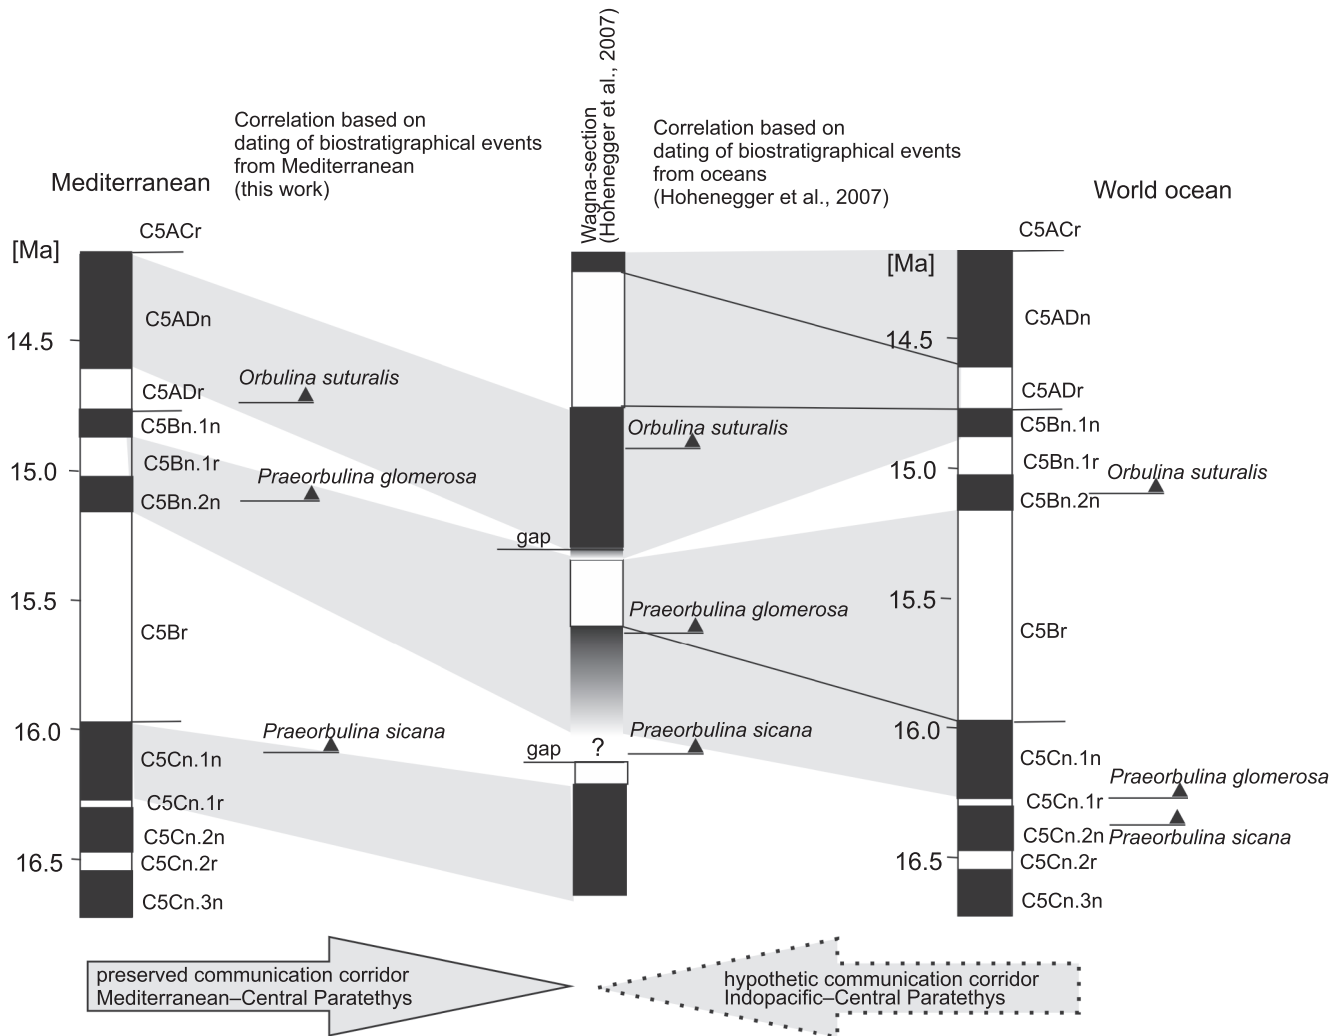 Correlation based on
dating of biostratigraphical events
from Mediterranean
(this work)
Wagna-section
(Hohenegger et al., 2007)
Correlation based on
dating of biostratigraphical events
from oceans
(Hohenegger et al., 2007)
Mediterranean
World ocean
[Ma]
C5ACr
C5ADn
14.5
C5ADr
C5Bn.1n
C5Bn.1r
15.0
C5Bn.2n
15.5
C5Br
16.0
C5Cn.1n
C5Cn.1r
C5Cn.2n
16.5
C5Cn.2r
C5Cn.3n
Orbulina suturalis
Praeorbulina glomerosa
Praeorbulina sicana
gap
gap
?
Orbulina suturalis
Praeorbulina glomerosa
Praeorbulina sicana
[Ma]
C5ACr
C5ADn
14.5
C5ADr
C5Bn.1n
C5Bn.1r
15.0
C5Bn.2n
15.5
C5Br
16.0
C5Cn.1n
C5Cn.1r
C5Cn.2n
16.5
C5Cn.2r
C5Cn.3n
Orbulina suturalis
Praeorbulina glomerosa
Praeorbulina sicana
preserved communication corridor
Mediterranean–Central Paratethys
hypothetic communication corridor
Indopacific–Central Paratethys